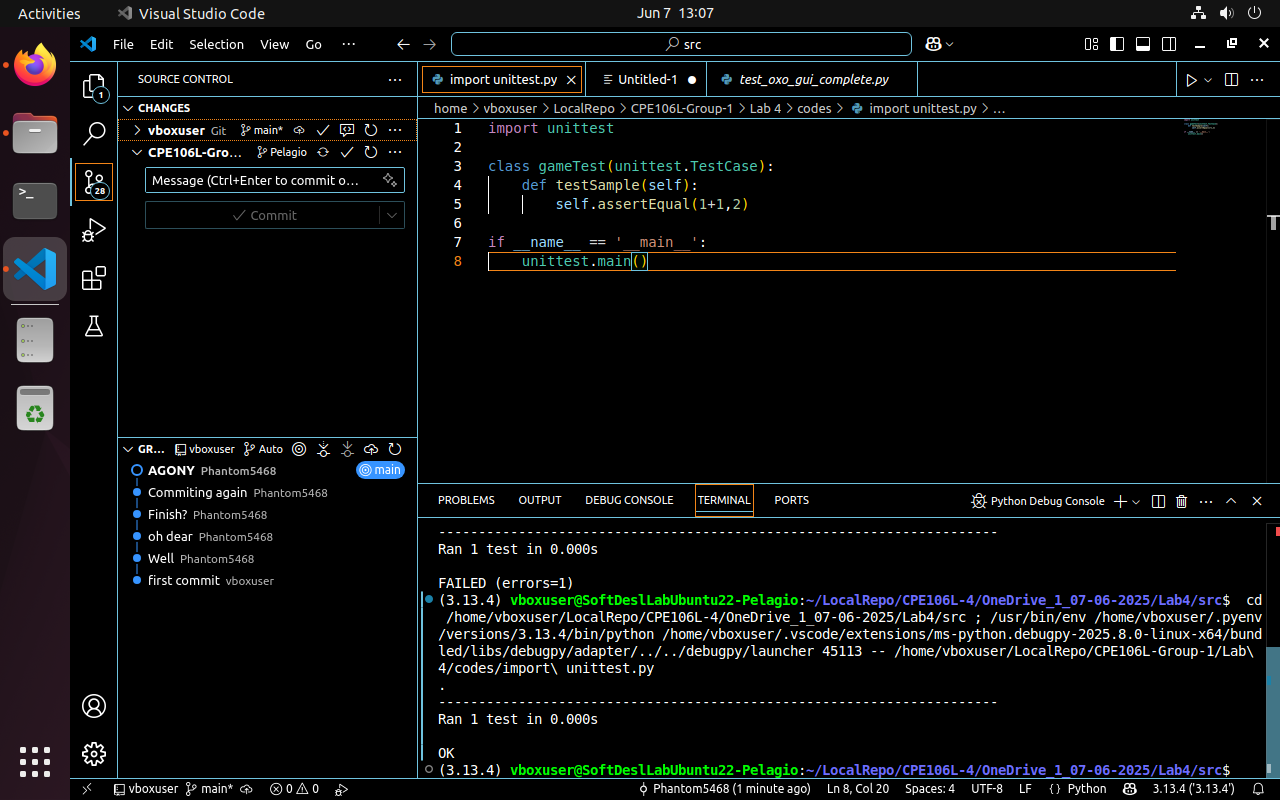 Activities
Visual Studio Code
Jun 7 13:07
File Edit Selection View Go ···
src
SOURCE CONTROL
CHANGES
vboxuser Git main*
CPE106L-Gro... Pelagio
Message (Ctrl+Enter to commit o...
Commit
1
28
import unittest.py
Untitled-1
test_oxo_gui_complete.py
home > vboxuser > LocalRepo > CPE106L-Group-1 > Lab 4 > codes > import unittest.py > ...
1 import unittest
2
3 class gameTest(unittest.TestCase):
4     def testSample(self):
5         self.assertEqual(1+1,2)
6
7 if __name__ == '__main__':
8     unittest.main()
GR... vboxuser Auto
AGONY Phantom5468 main
Commiting again Phantom5468
Finish? Phantom5468
oh dear Phantom5468
Well Phantom5468
first commit vboxuser
PROBLEMS OUTPUT DEBUG CONSOLE TERMINAL PORTS
Python Debug Console
----------------------------------------------------------------------
Ran 1 test in 0.000s
FAILED (errors=1)
(3.13.4) vboxuser@SoftDeslLabUbuntu22-Pelagio:~/LocalRepo/CPE106L-4/OneDrive_1_07-06-2025/Lab4/src$  cd
 /home/vboxuser/LocalRepo/CPE106L-4/OneDrive_1_07-06-2025/Lab4/src ; /usr/bin/env /home/vboxuser/.pyenv
/versions/3.13.4/bin/python /home/vboxuser/.vscode/extensions/ms-python.debugpy-2025.8.0-linux-x64/bund
led/libs/debugpy/adapter/../../debugpy/launcher 45113 -- /home/vboxuser/LocalRepo/CPE106L-Group-1/Lab\
4/codes/import\ unittest.py
.
----------------------------------------------------------------------
Ran 1 test in 0.000s
OK
(3.13.4) vboxuser@SoftDeslLabUbuntu22-Pelagio:~/LocalRepo/CPE106L-4/OneDrive_1_07-06-2025/Lab4/src$
vboxuser main* 0 0
Phantom5468 (1 minute ago) Ln 8, Col 20 Spaces: 4 UTF-8 LF Python 3.13.4 ('3.13.4')